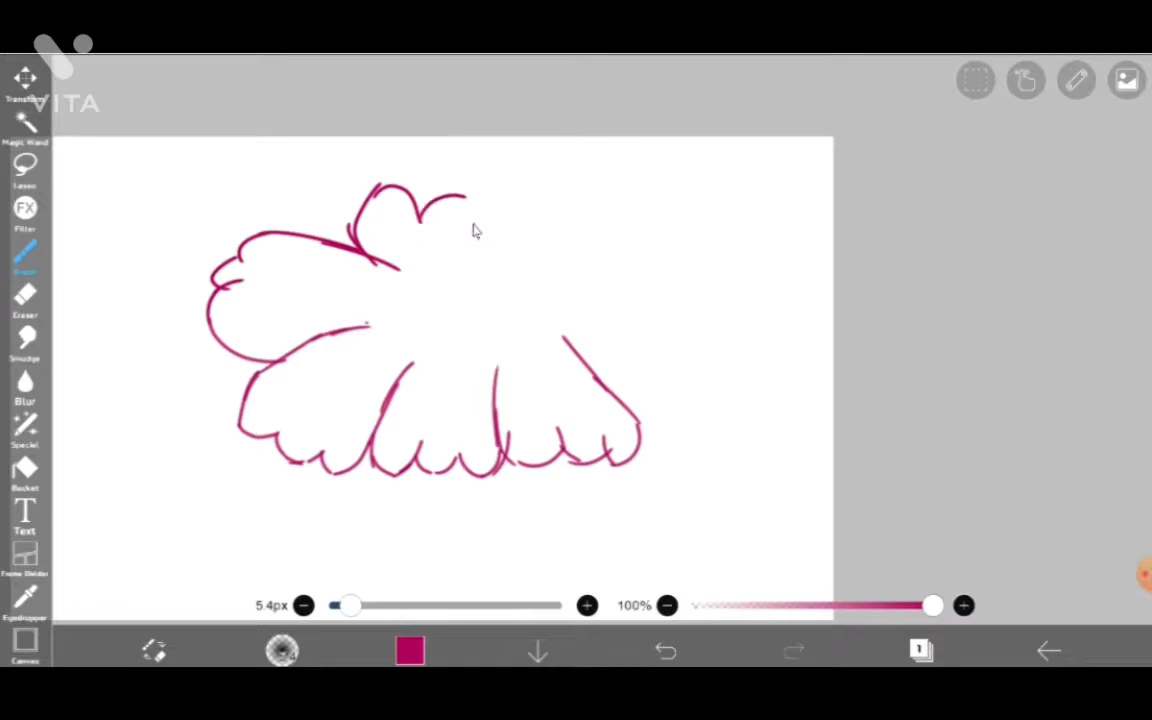 VITA
Transform
Magic Wand
Lasso
FX
Filter
Brush
Eraser
Smudge
Blur
Special
Bucket
T
Text
Frame Divider
Eyedropper
Canvas
5.4px
100%
1